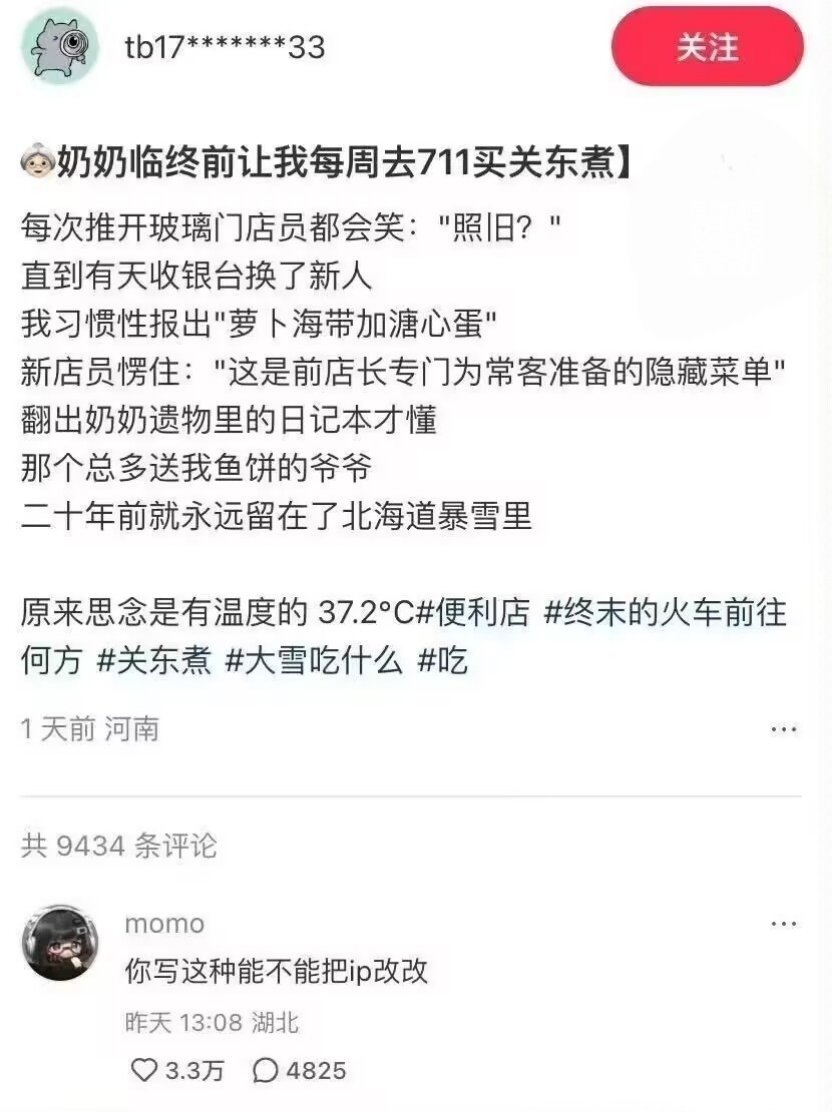 tb17*******33
关注
奶奶临终前让我每周去711买关东煮】
每次推开玻璃门店员都会笑："照旧？"
直到有天收银台换了新人
我习惯性报出"萝卜海带加溏心蛋"
新店员愣住："这是前店长专门为常客准备的隐藏菜单"
翻出奶奶遗物里的日记本才懂
那个总多送我鱼饼的爷爷
二十年前就永远留在了北海道暴雪里
原来思念是有温度的 37.2°C#便利店 #终末的火车前往
何方 #关东煮 #大雪吃什么 #吃
1 天前 河南
共 9434 条评论
momo
你写这种能不能把ip改改
昨天 13:08 湖北
3.3万 4825